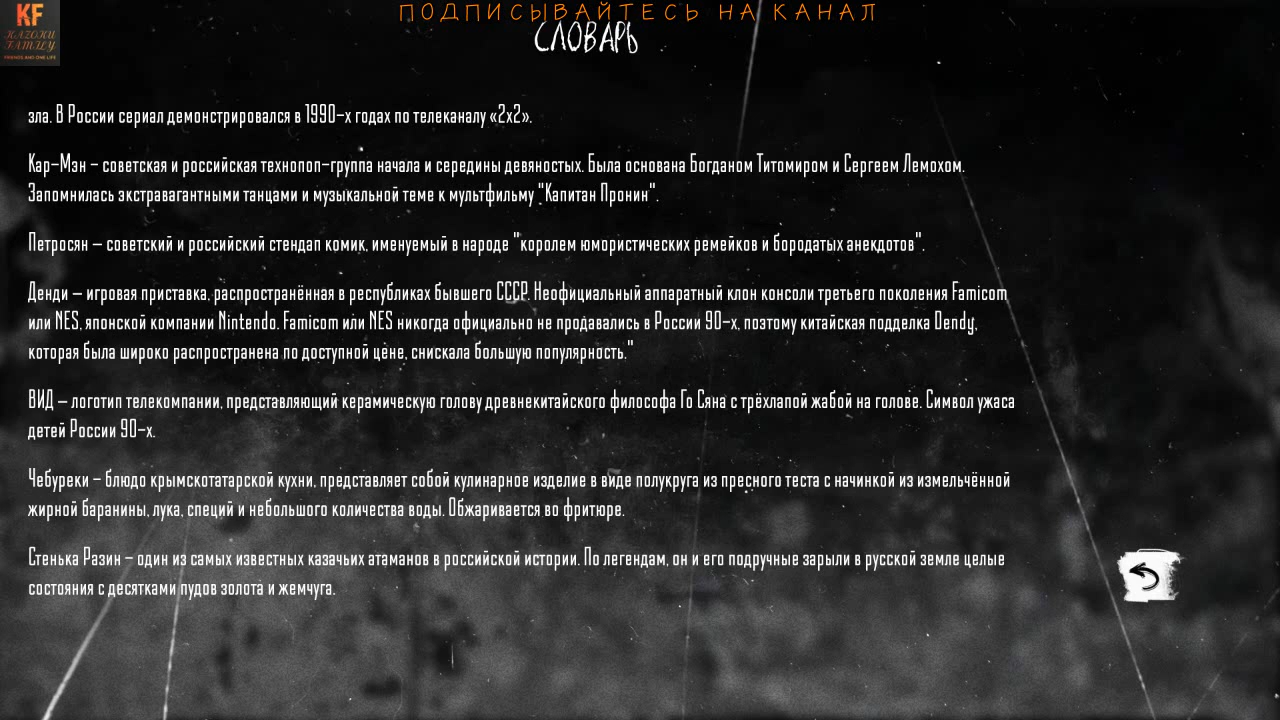 KF
KAZOKU
FAMILY
FRIENDS AND ONE LIFE
ПОДПИСЫВАЙТЕСЬ НА КАНАЛ
СЛОВАРЬ
зла. В России сериал демонстрировался в 1990-х годах по телеканалу «2х2».
Кар-Мэн - советская и российская технопоп-группа начала и середины девяностых. Была основана Богданом Титомиром и Сергеем Лемохом.
Запомнилась экстравагантными танцами и музыкальной теме к мультфильму "Капитан Пронин".
Петросян — советский и российский стендап комик, именуемый в народе "королем юмористических ремейков и бородатых анекдотов".
Денди — игровая приставка, распространённая в республиках бывшего СССР. Неофициальный аппаратный клон консоли третьего поколения Famicom
или NES, японской компании Nintendo. Famicom или NES никогда официально не продавались в России 90-х, поэтому китайская подделка Dendy,
которая была широко распространена по доступной цене, снискала большую популярность."
ВИД — логотип телекомпании, представляющий керамическую голову древнекитайского философа Го Сяна с трёхлапой жабой на голове. Символ ужаса
детей России 90-х.
Чебуреки - блюдо крымскотатарской кухни, представляет собой кулинарное изделие в виде полукруга из пресного теста с начинкой из измельчённой
жирной баранины, лука, специй и небольшого количества воды. Обжаривается во фритюре.
Стенька Разин - один из самых известных казачьих атаманов в российской истории. По легендам, он и его подручные зарыли в русской земле целые
состояния с десятками пудов золота и жемчуга.